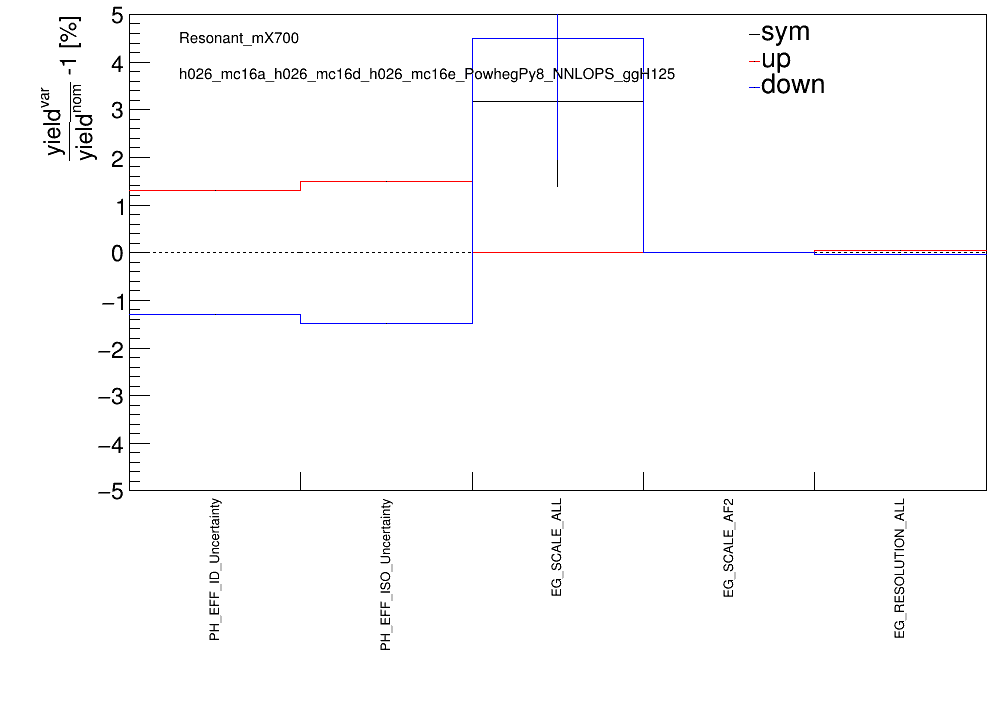 yield^var / yield^nom -1 [%]
5
4
3
2
1
0
−1
−2
−3
−4
−5
Resonant_mX700
h026_mc16a_h026_mc16d_h026_mc16e_PowhegPy8_NNLOPS_ggH125
sym
up
down
PH_EFF_ID_Uncertainty
PH_EFF_ISO_Uncertainty
EG_SCALE_ALL
EG_SCALE_AF2
EG_RESOLUTION_ALL